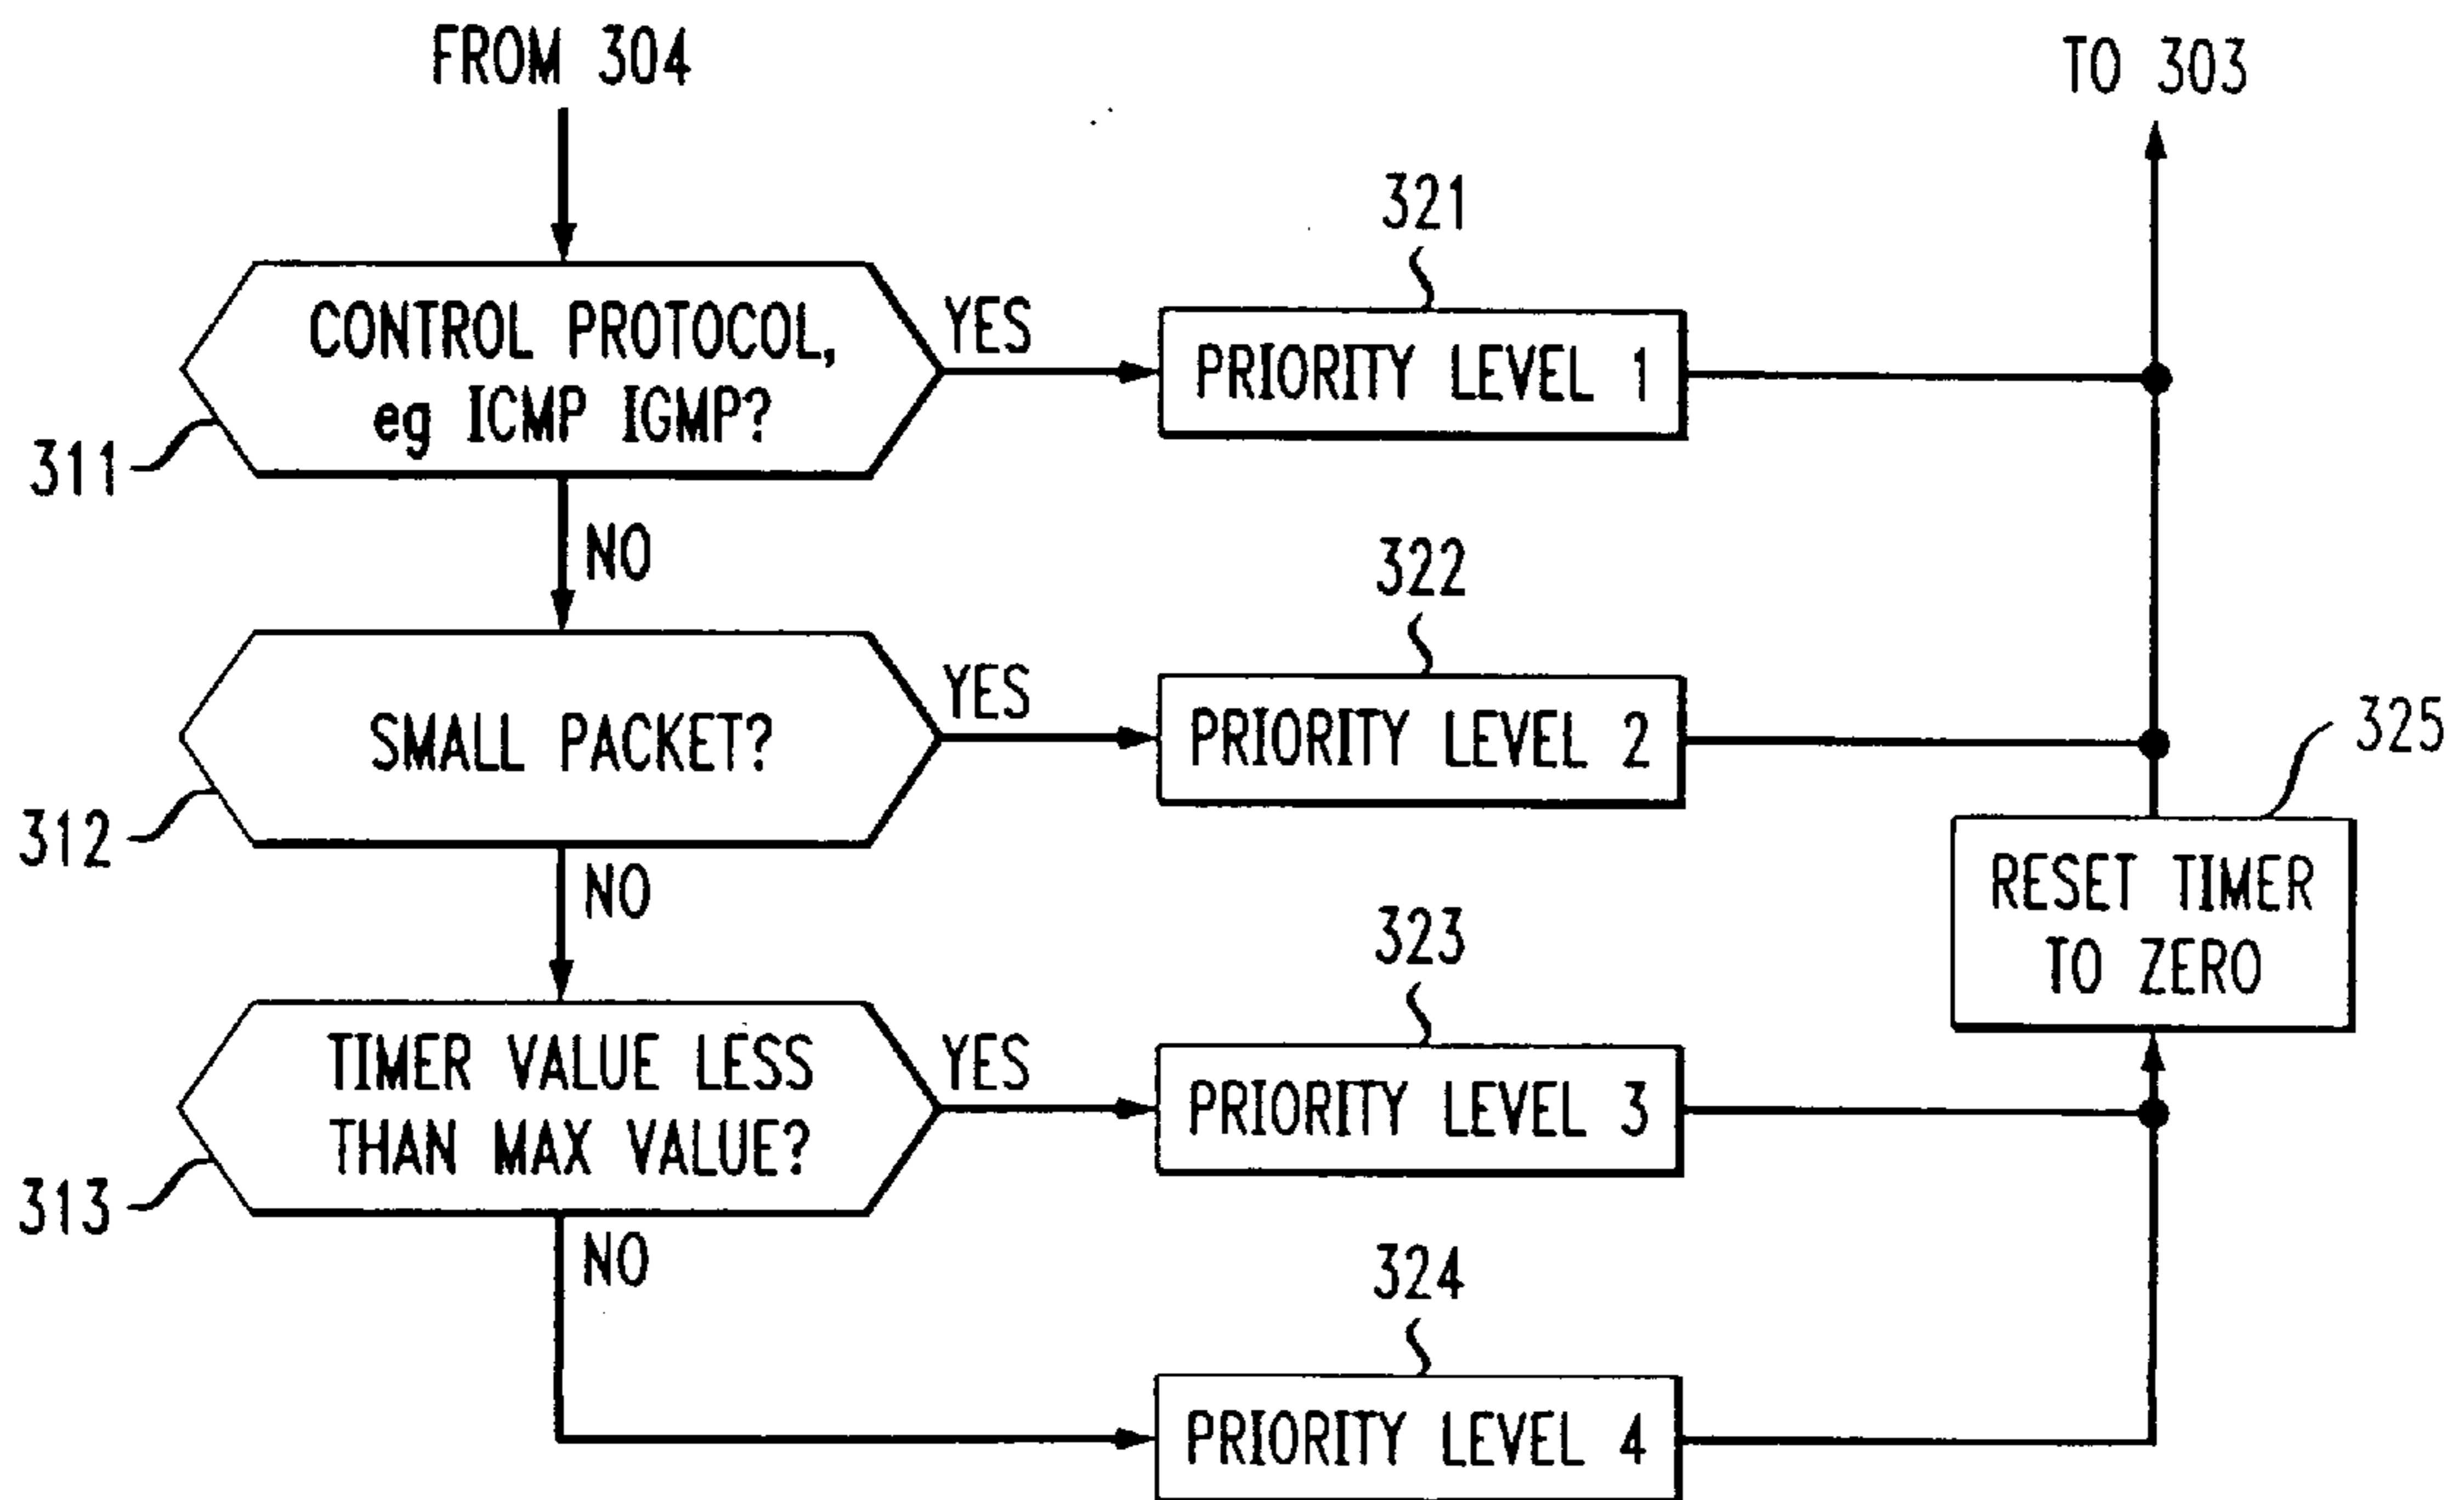 FROM 304
TO 303
321
CONTROL PROTOCOL,
eg ICMP IGMP?
YES
PRIORITY LEVEL 1
311
NO
322
SMALL PACKET?
YES
PRIORITY LEVEL 2
325
312
NO
RESET TIMER
TO ZERO
323
TIMER VALUE LESS
THAN MAX VALUE?
YES
PRIORITY LEVEL 3
313
NO
324
PRIORITY LEVEL 4